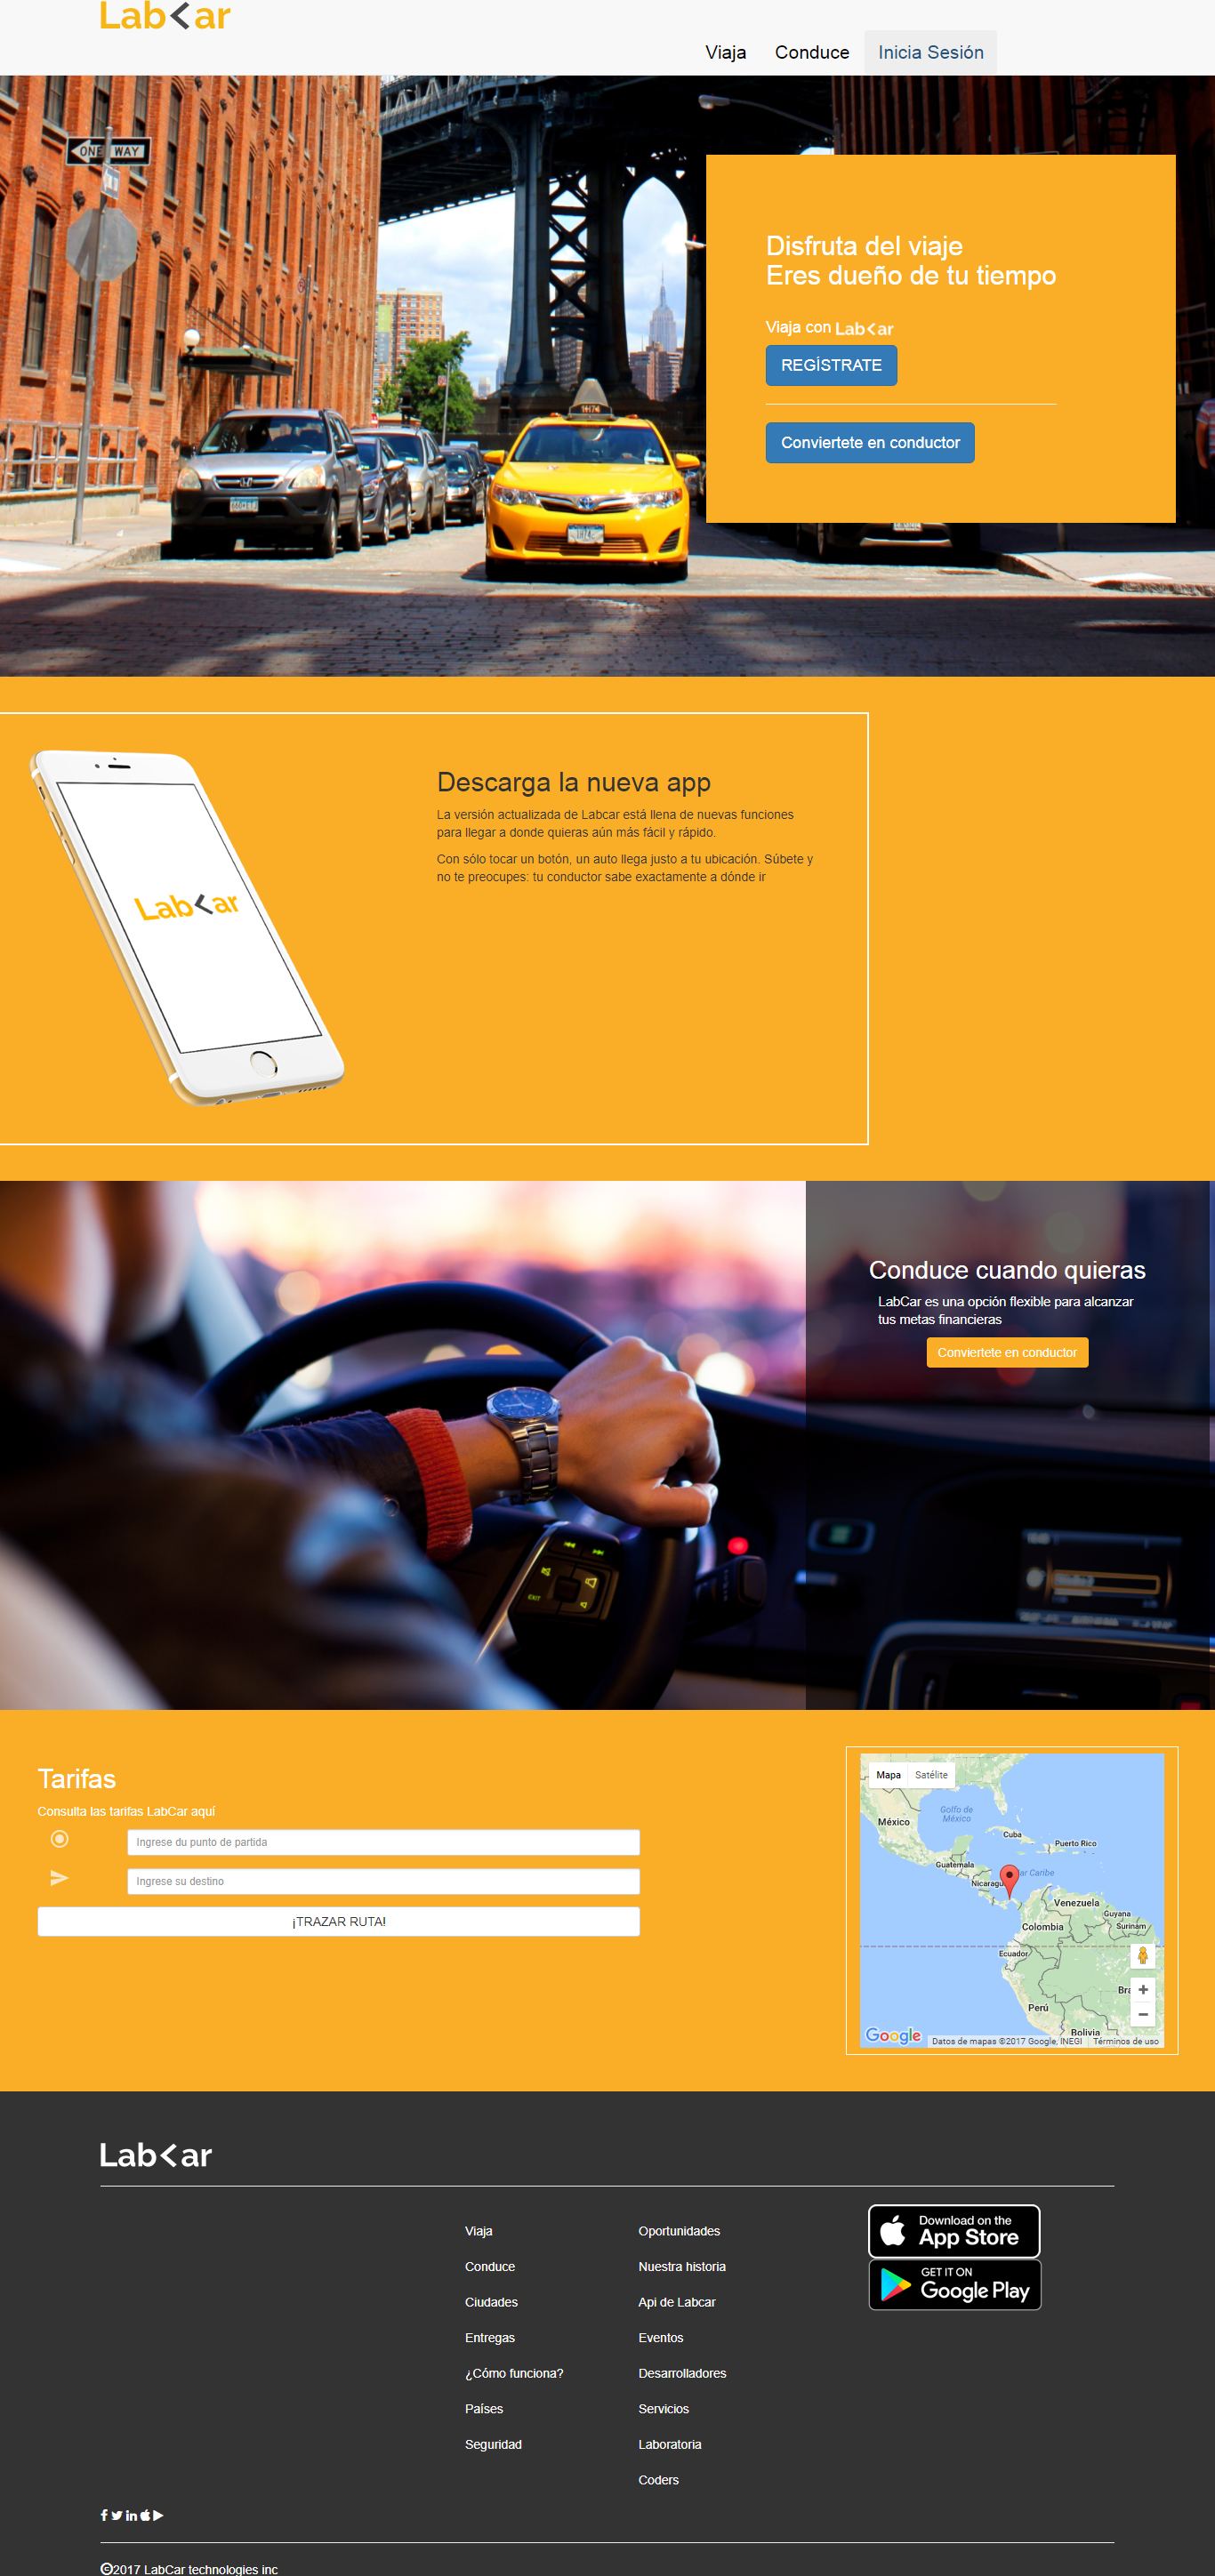 Lab<ar
Viaja Conduce Inicia Sesión
ONE WAY
Disfruta del viaje
Eres dueño de tu tiempo
Viaja con Lab<ar
REGÍSTRATE
Conviertete en conductor
Descarga la nueva app
La versión actualizada de Labcar está llena de nuevas funciones
para llegar a donde quieras aún más fácil y rápido.
Con sólo tocar un botón, un auto llega justo a tu ubicación. Súbete y
no te preocupes: tu conductor sabe exactamente a dónde ir
Lab<ar
Conduce cuando quieras
LabCar es una opción flexible para alcanzar
tus metas financieras
Conviertete en conductor
EXIT
Tarifas
Consulta las tarifas LabCar aquí
Ingrese du punto de partida
Ingrese su destino
¡TRAZAR RUTA!
Mapa Satélite
Golfo de
México
México
Cuba
Puerto Rico
Guatemala
ar Caribe
Nicaragu
Venezuela
Guyana
Colombia
Surinam
Ecuador
Bra
Perú
Bolivia
Google
Datos de mapas ©2017 Google, INEGI Términos de uso
Lab<ar
Viaja
Conduce
Ciudades
Entregas
¿Cómo funciona?
Países
Seguridad
Oportunidades
Nuestra historia
Api de Labcar
Eventos
Desarrolladores
Servicios
Laboratoria
Coders
Download on the
App Store
GET IT ON
Google Play
©2017 LabCar technologies inc